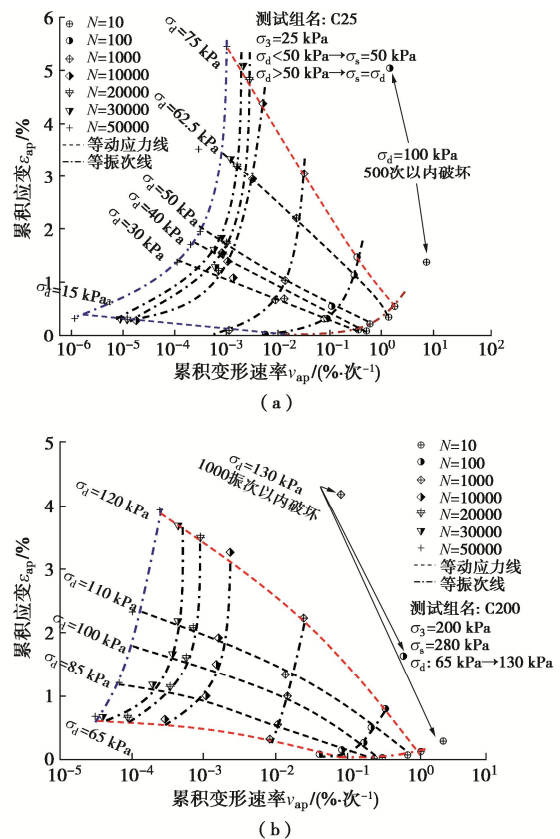 6
5
4
3
2
1
0
累积应变εap/%
N=10
N=100
N=1000
N=10000
N=20000
N=30000
N=50000
等动应力线
等振次线
测试组名: C25
σ3=25 kPa
σd<50 kPa→σs=50 kPa
σd>50 kPa→σs=σd
σd=75 kPa
σd=62.5 kPa
σd=50 kPa
σd=40 kPa
σd=30 kPa
σd=15 kPa
σd=100 kPa
500次以内破坏
10⁻⁶ 10⁻⁵ 10⁻⁴ 10⁻³ 10⁻² 10⁻¹ 10⁰ 10¹ 10²
累积变形速率vap/(%·次⁻¹)
(a)
5
4
3
2
1
0
累积应变εap/%
σd=130 kPa
1000振次以内破坏
σd=120 kPa
σd=110 kPa
σd=100 kPa
σd=85 kPa
σd=65 kPa
N=10
N=100
N=1000
N=10000
N=20000
N=30000
N=50000
等动应力线
等振次线
测试组名: C200
σ3=200 kPa
σs=280 kPa
σd: 65 kPa→130 kPa
10⁻⁵ 10⁻⁴ 10⁻³ 10⁻² 10⁻¹ 10⁰ 10¹
累积变形速率vap/(%·次⁻¹)
(b)